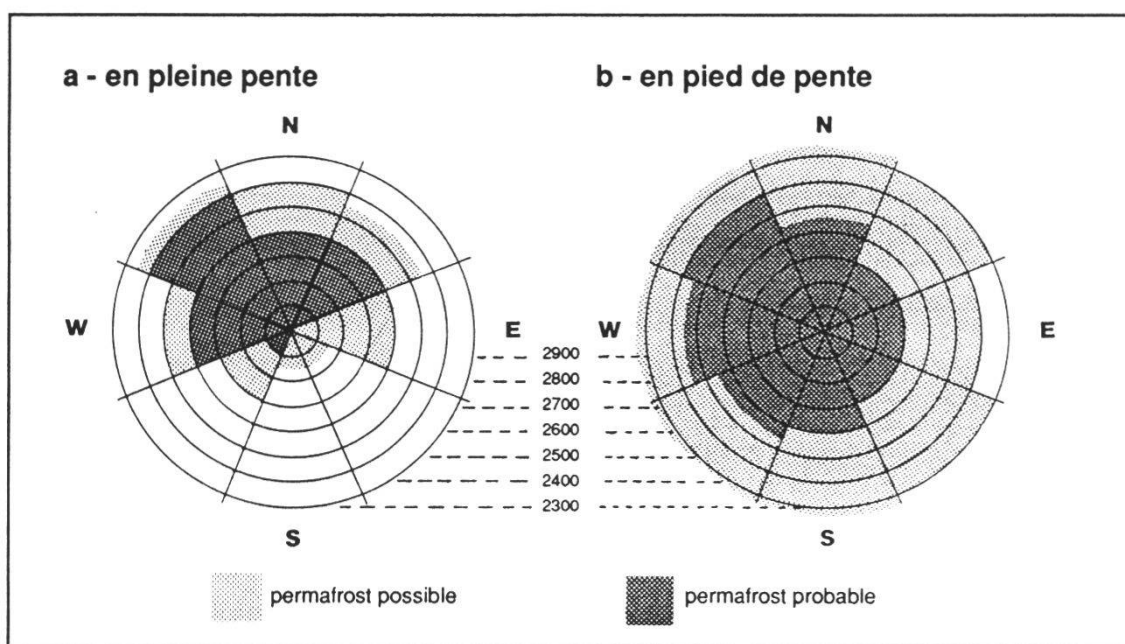 a - en pleine pente
b - en pied de pente
N
N
W
E
W
E
2900
2800
2700
2600
2500
2400
2300
S
S
permafrost possible
permafrost probable